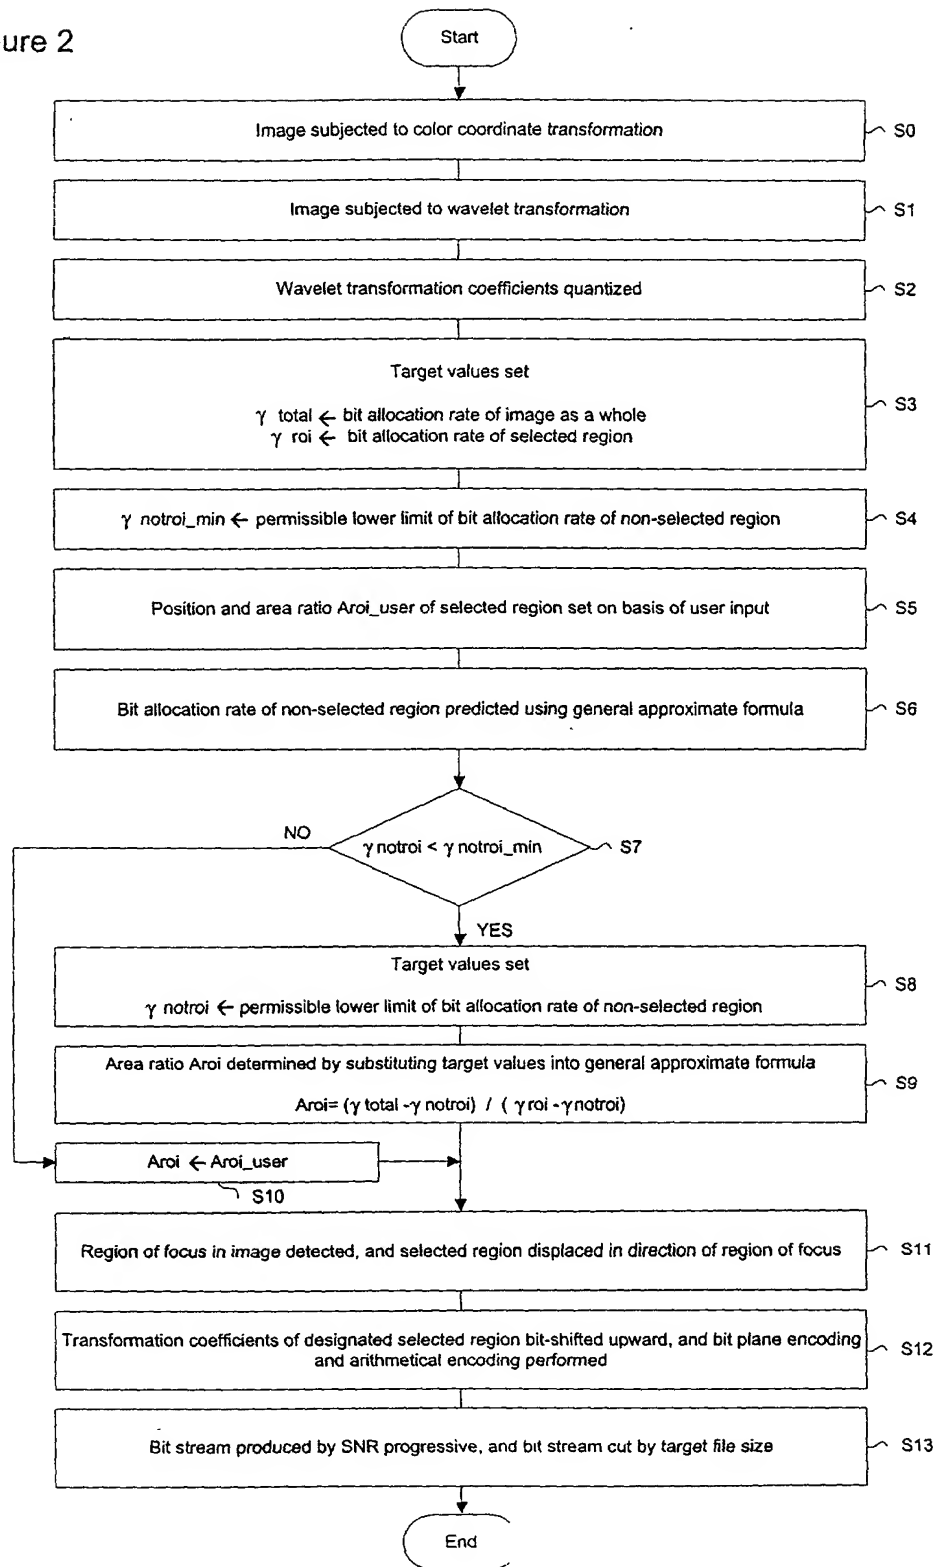 ure 2
Start
Image subjected to color coordinate transformation
S0
Image subjected to wavelet transformation
S1
Wavelet transformation coefficients quantized
S2
Target values set
γ total ← bit allocation rate of image as a whole
γ roi ← bit allocation rate of selected region
S3
γ notroi_min ← permissible lower limit of bit allocation rate of non-selected region
S4
Position and area ratio Aroi_user of selected region set on basis of user input
S5
Bit allocation rate of non-selected region predicted using general approximate formula
S6
NO
γ notroi < γ notroi_min
S7
YES
Target values set
γ notroi ← permissible lower limit of bit allocation rate of non-selected region
S8
Area ratio Aroi determined by substituting target values into general approximate formula
Aroi= (γ total -γ notroi) / ( γ roi -γ notroi)
S9
Aroi ← Aroi_user
S10
Region of focus in image detected, and selected region displaced in direction of region of focus
S11
Transformation coefficients of designated selected region bit-shifted upward, and bit plane encoding
and arithmetical encoding performed
S12
Bit stream produced by SNR progressive, and bit stream cut by target file size
S13
End